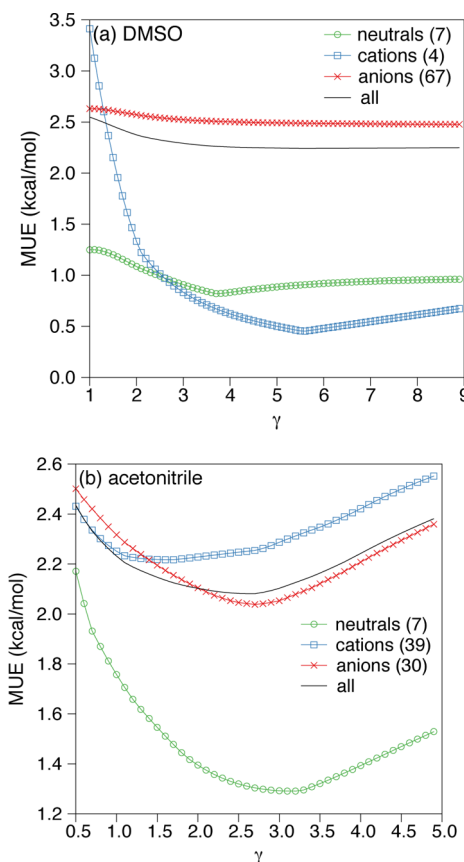 (a) DMSO
neutrals (7)
cations (4)
anions (67)
all
MUE (kcal/mol)
3.5
3.0
2.5
2.0
1.5
1.0
0.5
0.0
1 2 3 4 5 6 7 8 9
γ
(b) acetonitrile
neutrals (7)
cations (39)
anions (30)
all
MUE (kcal/mol)
2.6
2.4
2.2
2.0
1.8
1.6
1.4
1.2
0.5 1.0 1.5 2.0 2.5 3.0 3.5 4.0 4.5 5.0
γ